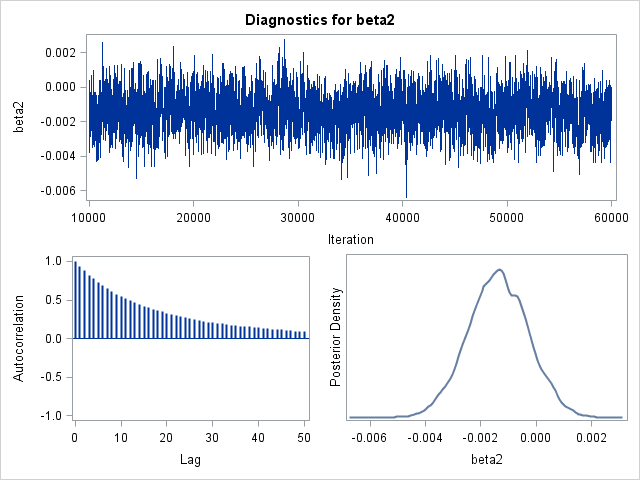 Diagnostics for beta2
0.002
0.000
-0.002
-0.004
-0.006
beta2
10000 20000 30000 40000 50000 60000
Iteration
1.0
0.5
0.0
-0.5
-1.0
Autocorrelation
0 10 20 30 40 50
Lag
Posterior Density
-0.006 -0.004 -0.002 0.000 0.002
beta2